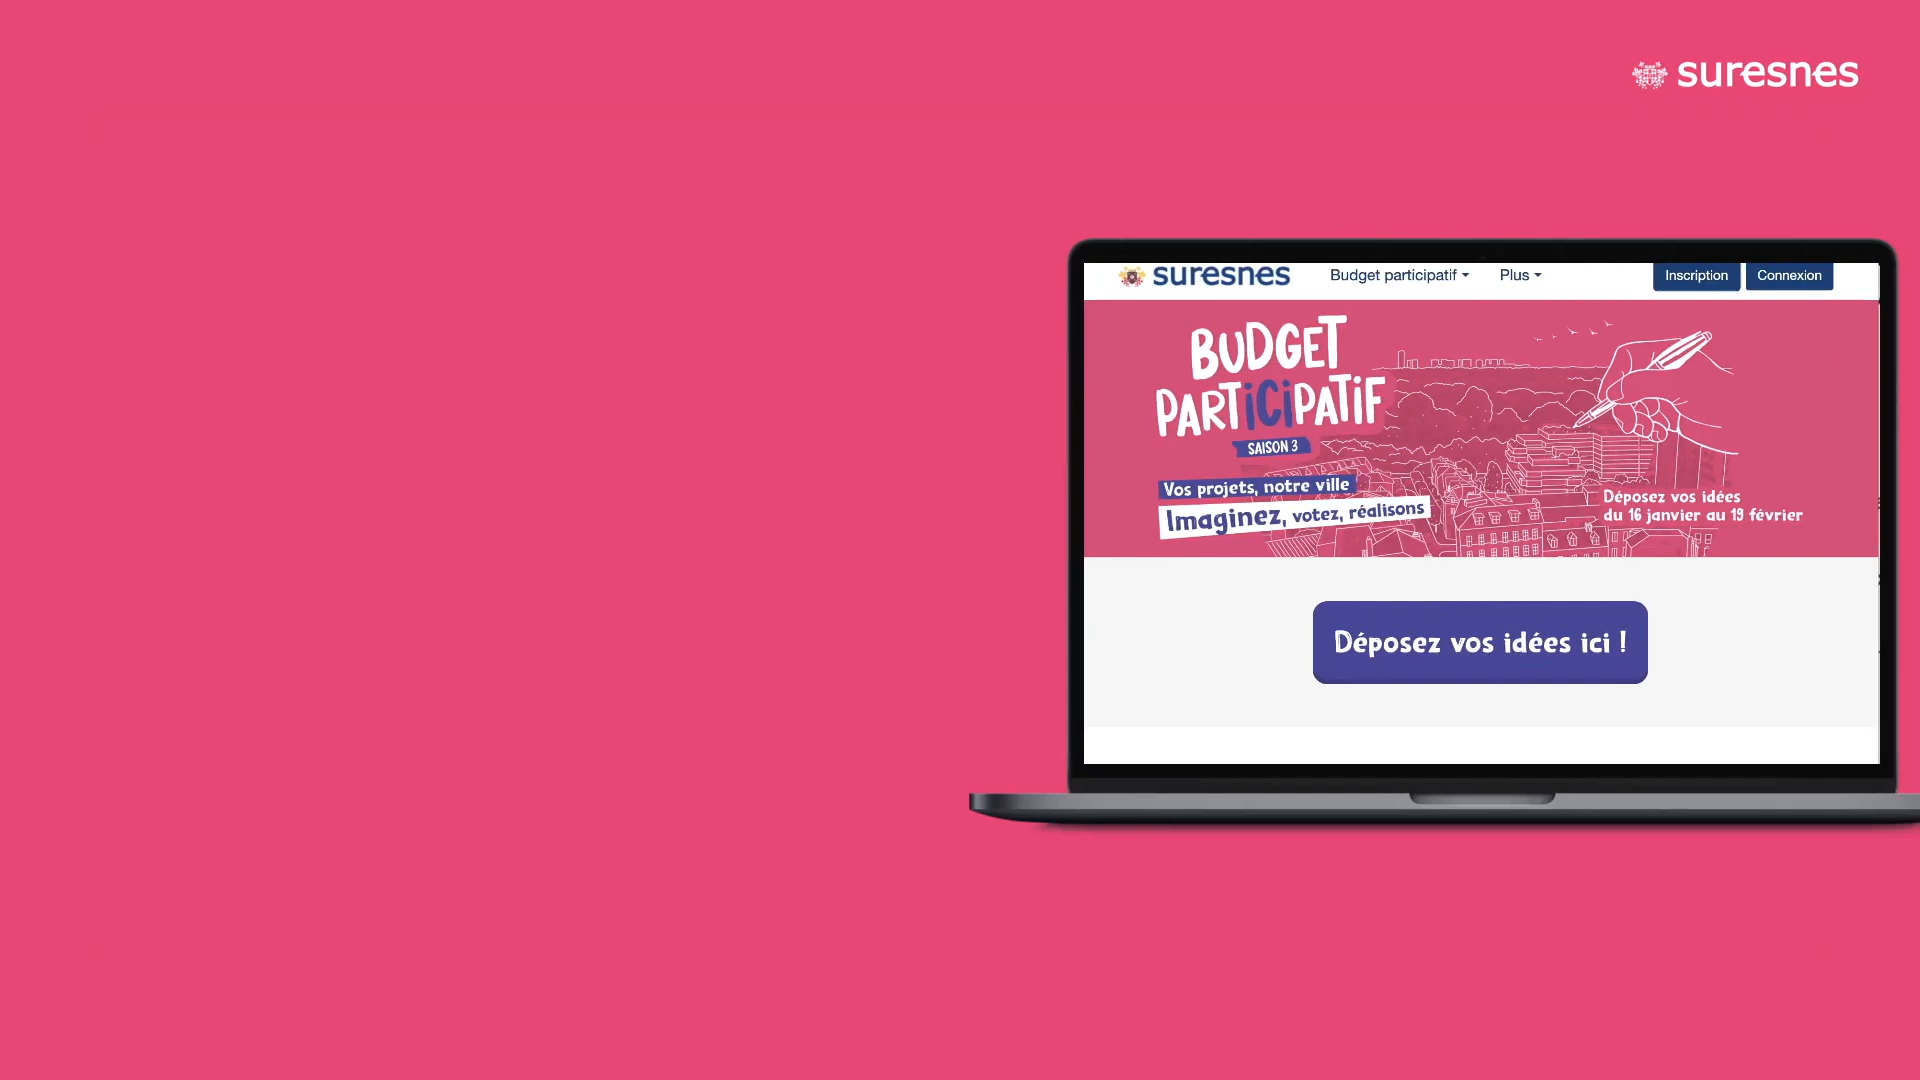 suresnes
suresnes
Budget participatif
Plus
Inscription
Connexion
BUDGET
PARTiCiPATiF
SAISON 3
Vos projets, notre ville
Imaginez, votez, réalisons
Déposez vos idées
du 16 janvier au 19 février
Déposez vos idées ici !